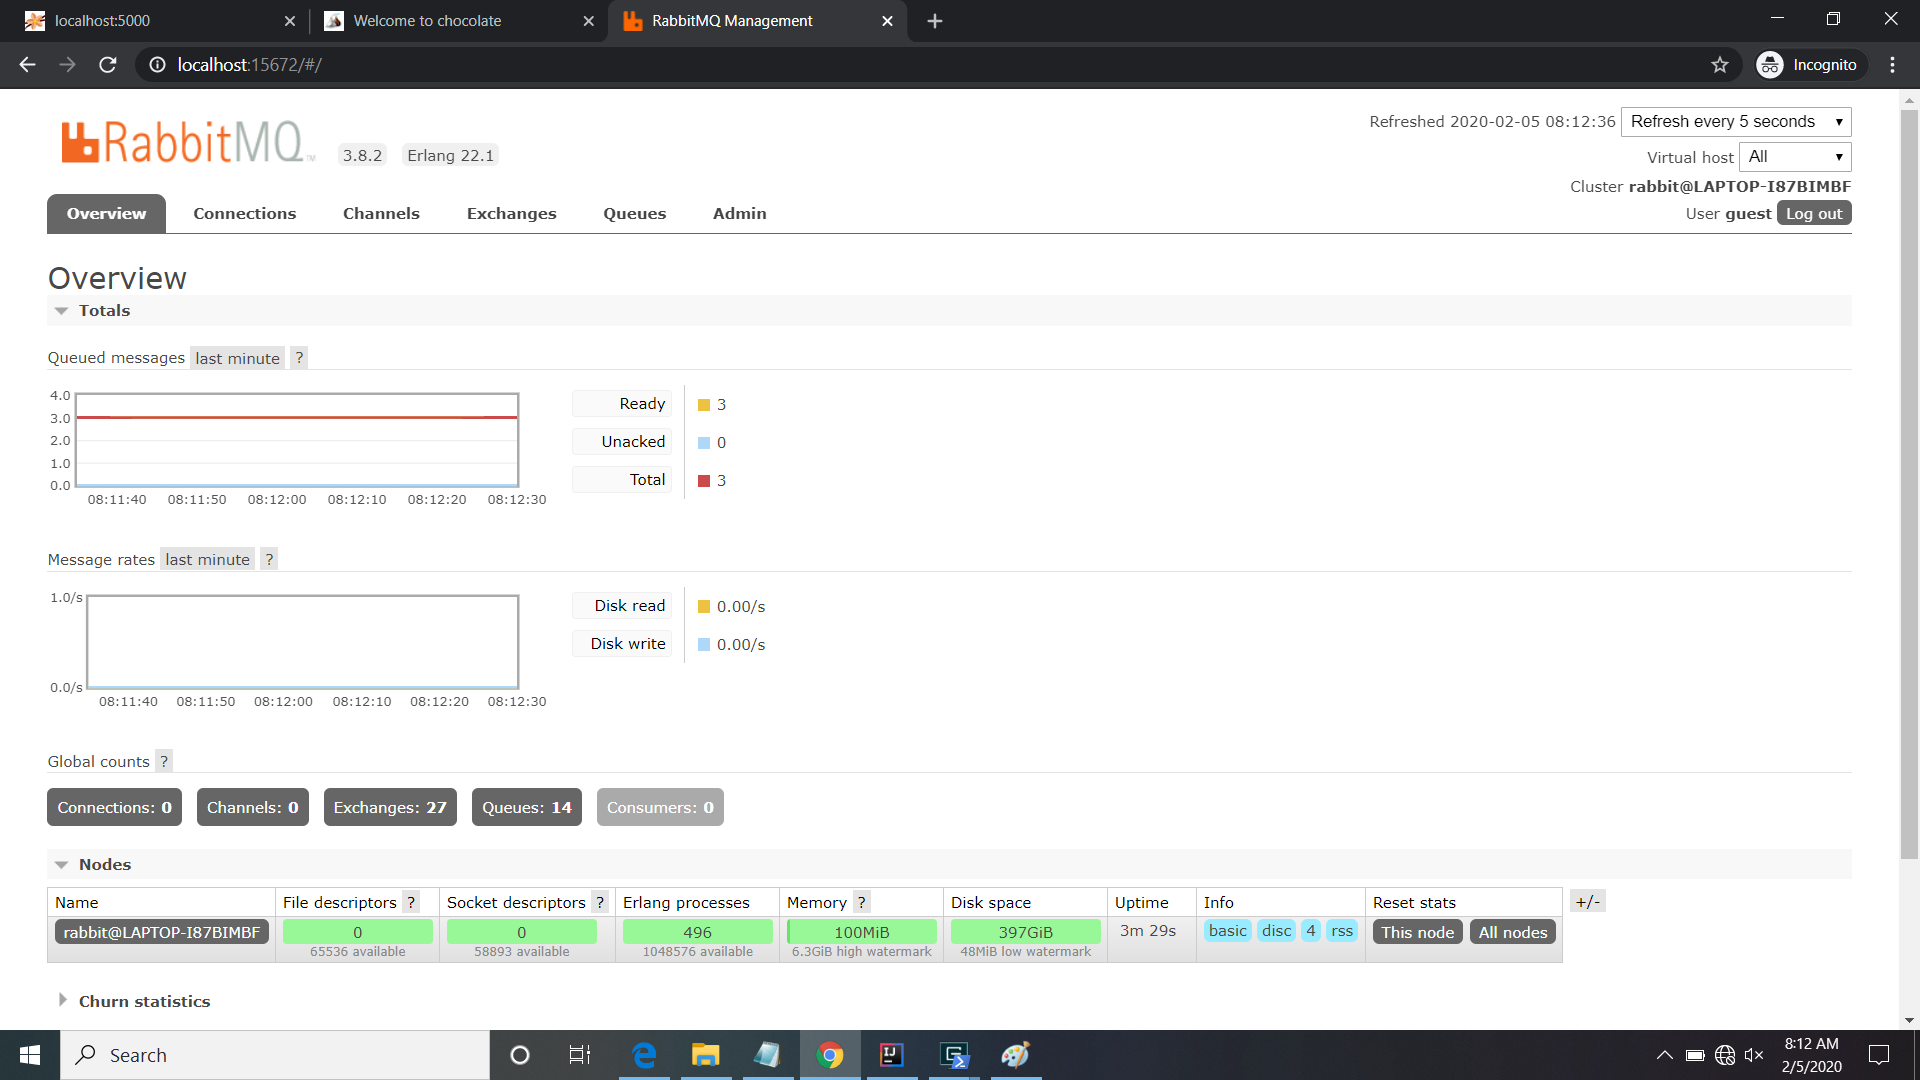 localhost:5000
Welcome to chocolate
RabbitMQ Management
localhost:15672/#/
Incognito
RabbitMQ™ 3.8.2 Erlang 22.1
Refreshed 2020-02-05 08:12:36 Refresh every 5 seconds
Virtual host All
Cluster rabbit@LAPTOP-I87BIMBF
User guest Log out
Overview Connections Channels Exchanges Queues Admin
Overview
Totals
Queued messages last minute ?
4.0
3.0
2.0
1.0
0.0
08:11:40 08:11:50 08:12:00 08:12:10 08:12:20 08:12:30
Ready 3
Unacked 0
Total 3
Message rates last minute ?
1.0/s
0.0/s
08:11:40 08:11:50 08:12:00 08:12:10 08:12:20 08:12:30
Disk read 0.00/s
Disk write 0.00/s
Global counts ?
Connections: 0 Channels: 0 Exchanges: 27 Queues: 14 Consumers: 0
Nodes
Name File descriptors ? Socket descriptors ? Erlang processes Memory ? Disk space Uptime Info Reset stats +/-
rabbit@LAPTOP-I87BIMBF 0 0 496 100MiB 397GiB 3m 29s basic disc 4 rss This node All nodes
65536 available 58893 available 1048576 available 6.3GiB high watermark 48MiB low watermark
Churn statistics
Search
8:12 AM
2/5/2020